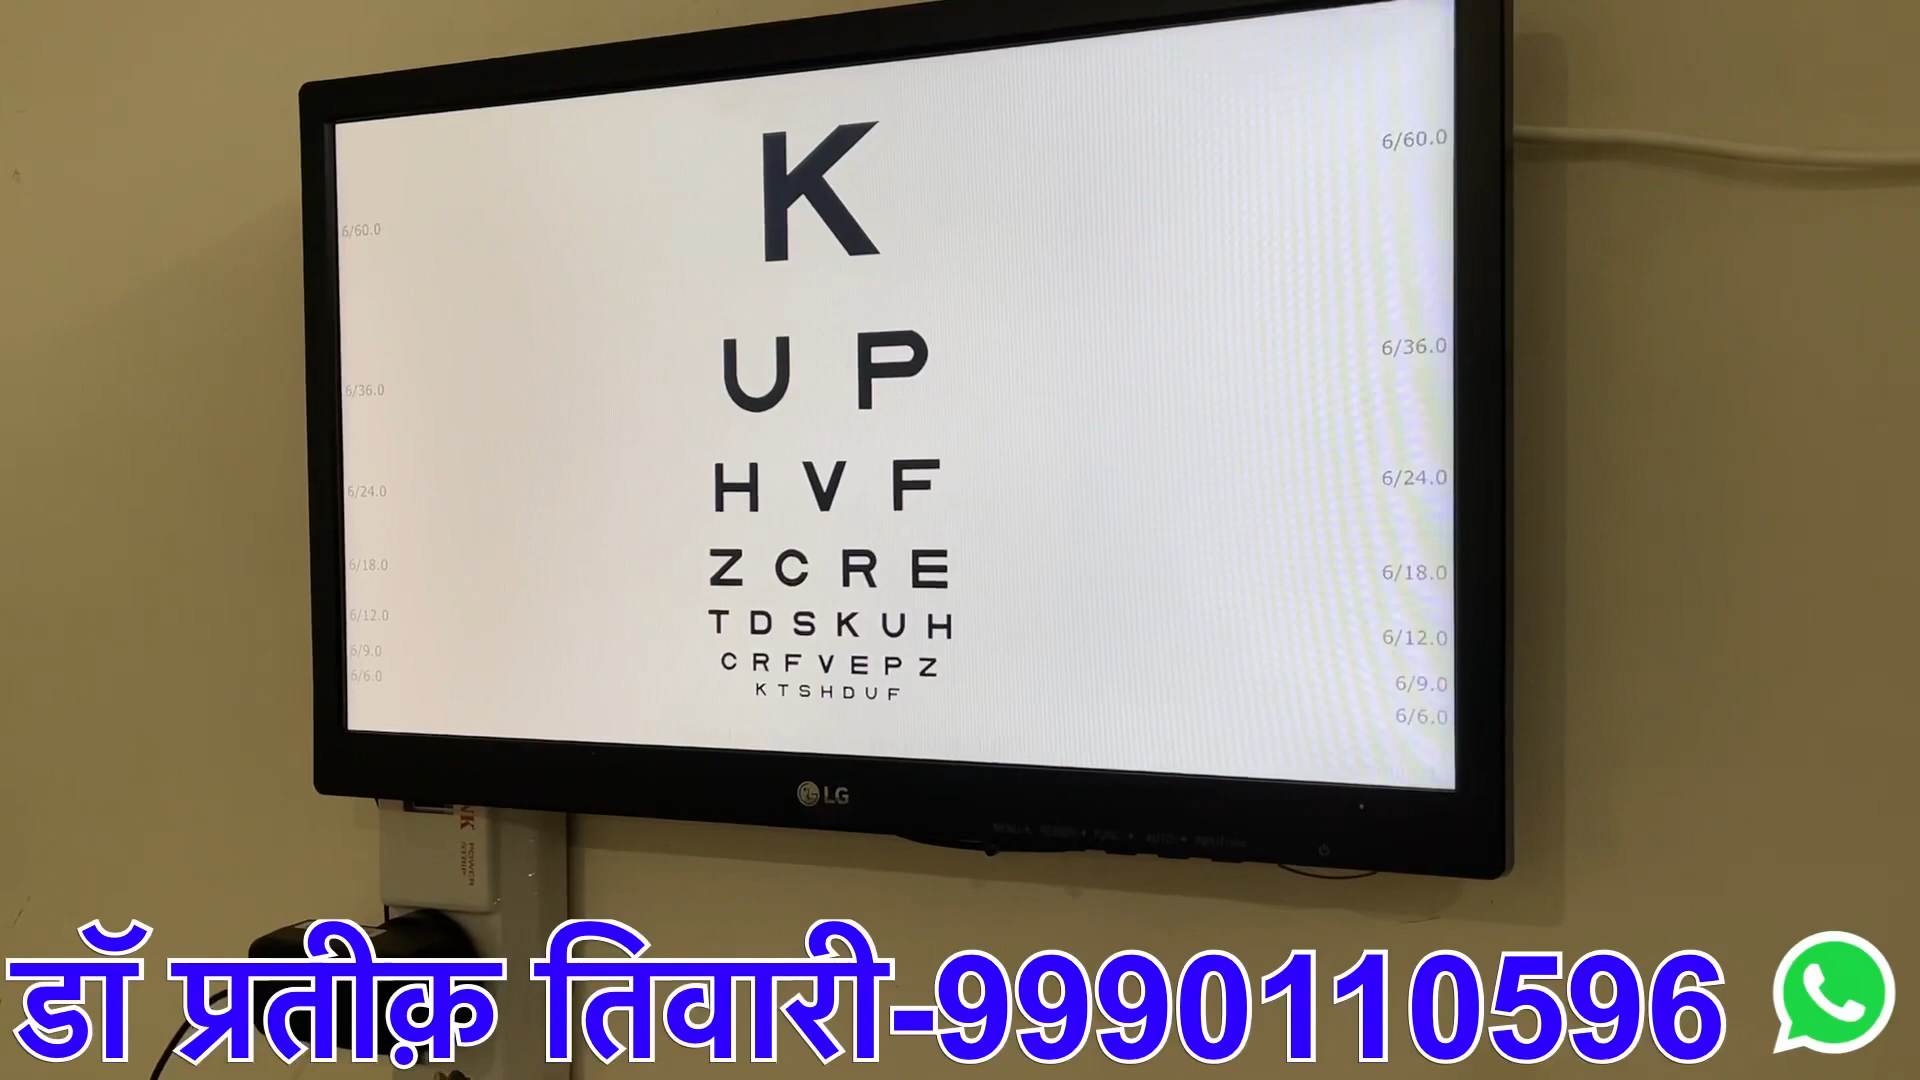 K
6/60.0
6/60.0
U P
6/36.0
6/36.0
H V F
6/24.0
6/24.0
Z C R E
6/18.0
6/18.0
T D S K U H
6/12.0
6/12.0
C R F V E P Z
6/9.0
6/9.0
K T S H D U F
6/6.0
6/6.0
LG
POWER
STRIP
डॉ प्रतीक़ तिवारी-9990110596